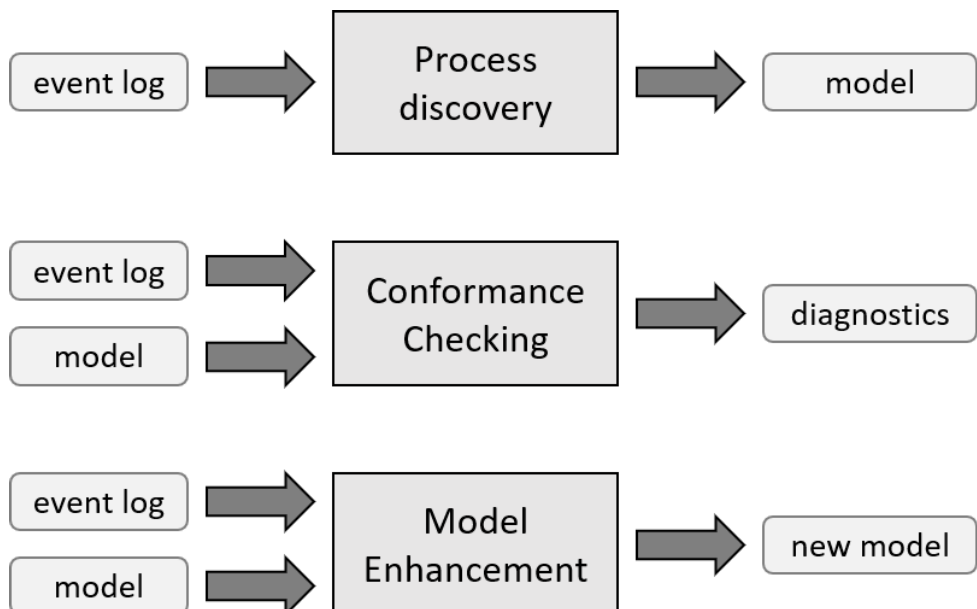 event log
Process
discovery
model
event log
model
Conformance
Checking
diagnostics
event log
model
Model
Enhancement
new model